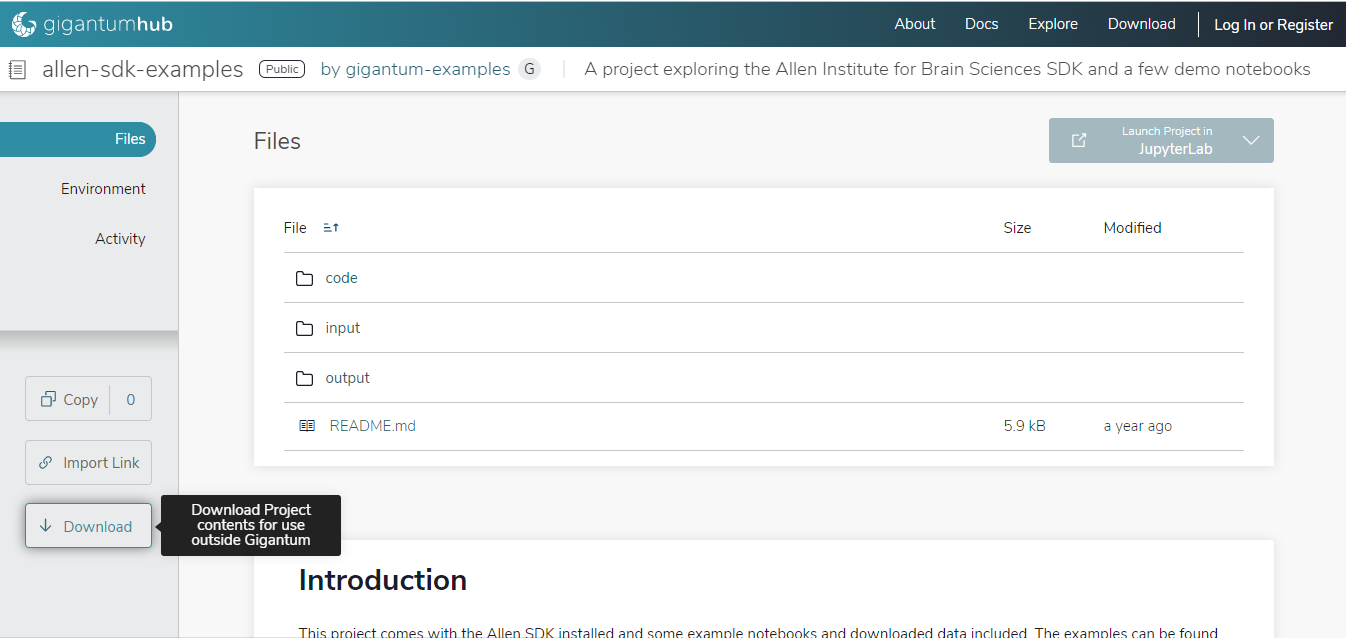 gigantumhub
About Docs Explore Download Log In or Register
allen-sdk-examples Public by gigantum-examples G A project exploring the Allen Institute for Brain Sciences SDK and a few demo notebooks
Files
Environment
Activity
Copy 0
Import Link
Download
Download Project
contents for use
outside Gigantum
Files
Launch Project in
JupyterLab
File Size Modified
code
input
output
README.md 5.9 kB a year ago
Introduction
This project comes with the Allen SDK installed and some example notebooks and downloaded data included. The examples can be found